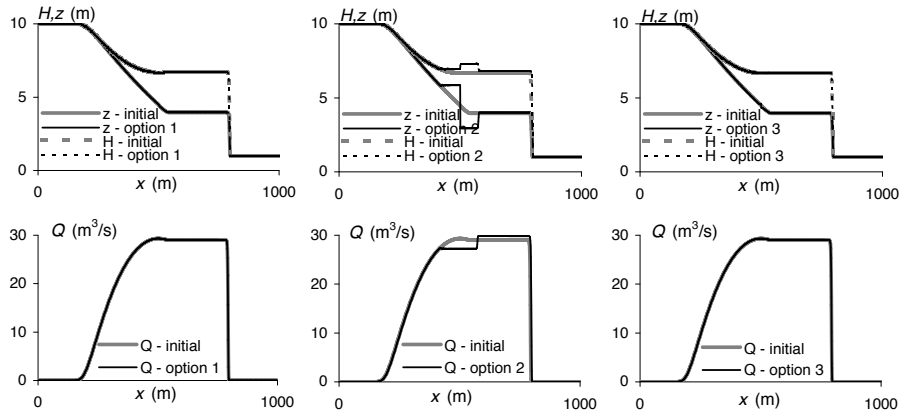 H,z (m)
10
5
0
z - initial
z - option 1
H - initial
H - option 1
0
x (m)
1000
H,z (m)
10
5
0
z - initial
z - option 2
H - initial
H - option 2
0
x (m)
1000
H,z (m)
10
5
0
z - initial
z - option 3
H - initial
H - option 3
0
x (m)
1000
Q (m³/s)
30
20
10
0
Q - initial
Q - option 1
0
x (m)
1000
Q (m³/s)
30
20
10
0
Q - initial
Q - option 2
0
x (m)
1000
Q (m³/s)
30
20
10
0
Q - initial
Q - option 3
0
x (m)
1000